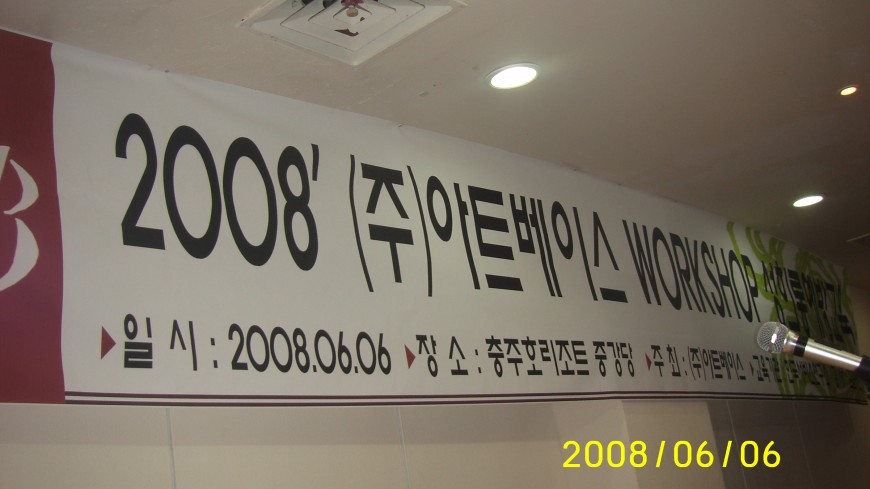 2008' (주)아트베이스 WORKSHOP
▶일 시 : 2008.06.06 ▶장 소 : 충주호리조트 중강당 ▶주 최 : (주)아트베이스
2008/06/06